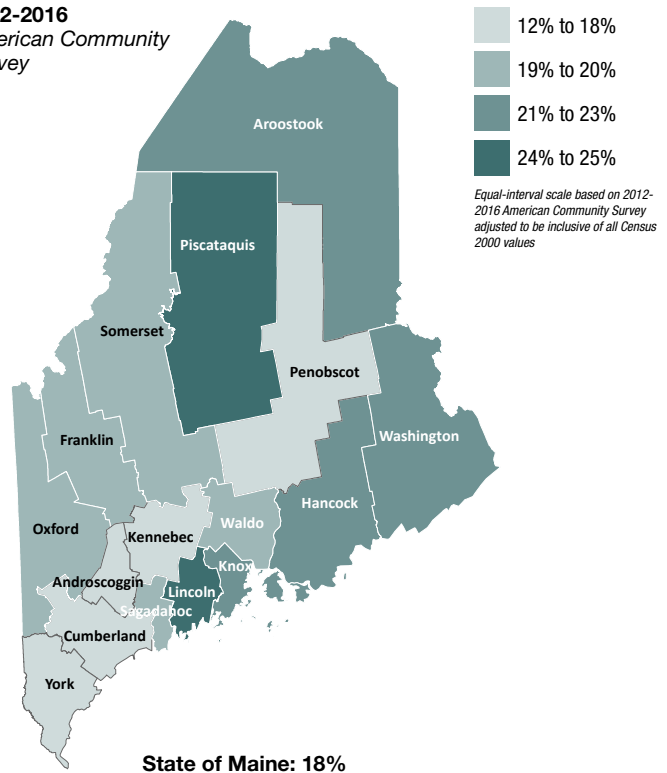 2-2016
erican Community
vey
12% to 18%
19% to 20%
21% to 23%
24% to 25%
Equal-interval scale based on 2012-
2016 American Community Survey
adjusted to be inclusive of all Census
2000 values
Aroostook
Piscataquis
Somerset
Penobscot
Washington
Franklin
Hancock
Oxford
Waldo
Kennebec
Knox
Androscoggin
Lincoln
Sagadahoc
Cumberland
York
State of Maine: 18%